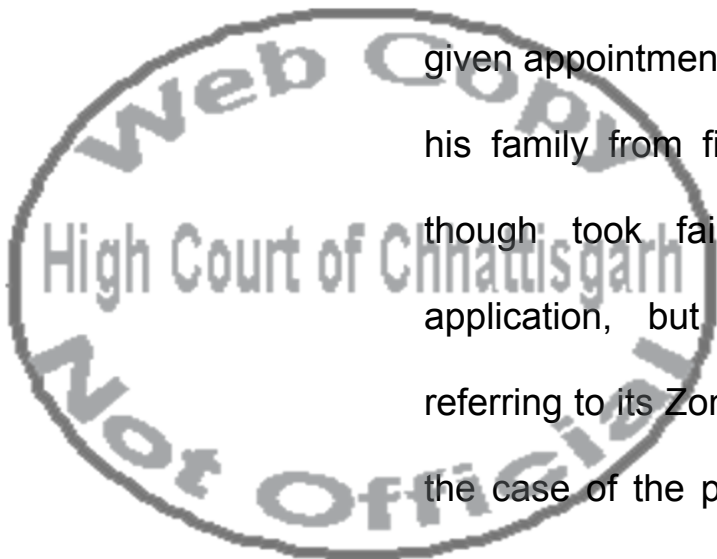 Web Copy
High Court of Chhattisgarh
Not Official
given appointmen
his family from fi
though took fai
application, but
referring to its Zor
the case of the p